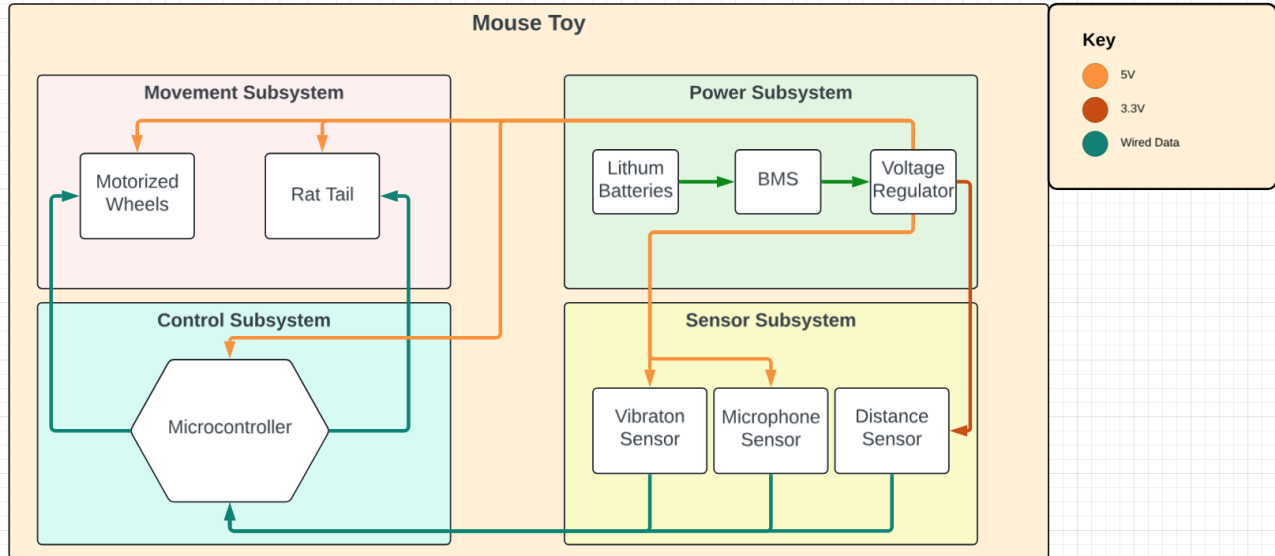 Mouse Toy
Movement Subsystem
Motorized
Wheels
Rat Tail
Power Subsystem
Lithum
Batteries
BMS
Voltage
Regulator
Control Subsystem
Microcontroller
Sensor Subsystem
Vibraton
Sensor
Microphone
Sensor
Distance
Sensor
Key
5V
3.3V
Wired Data